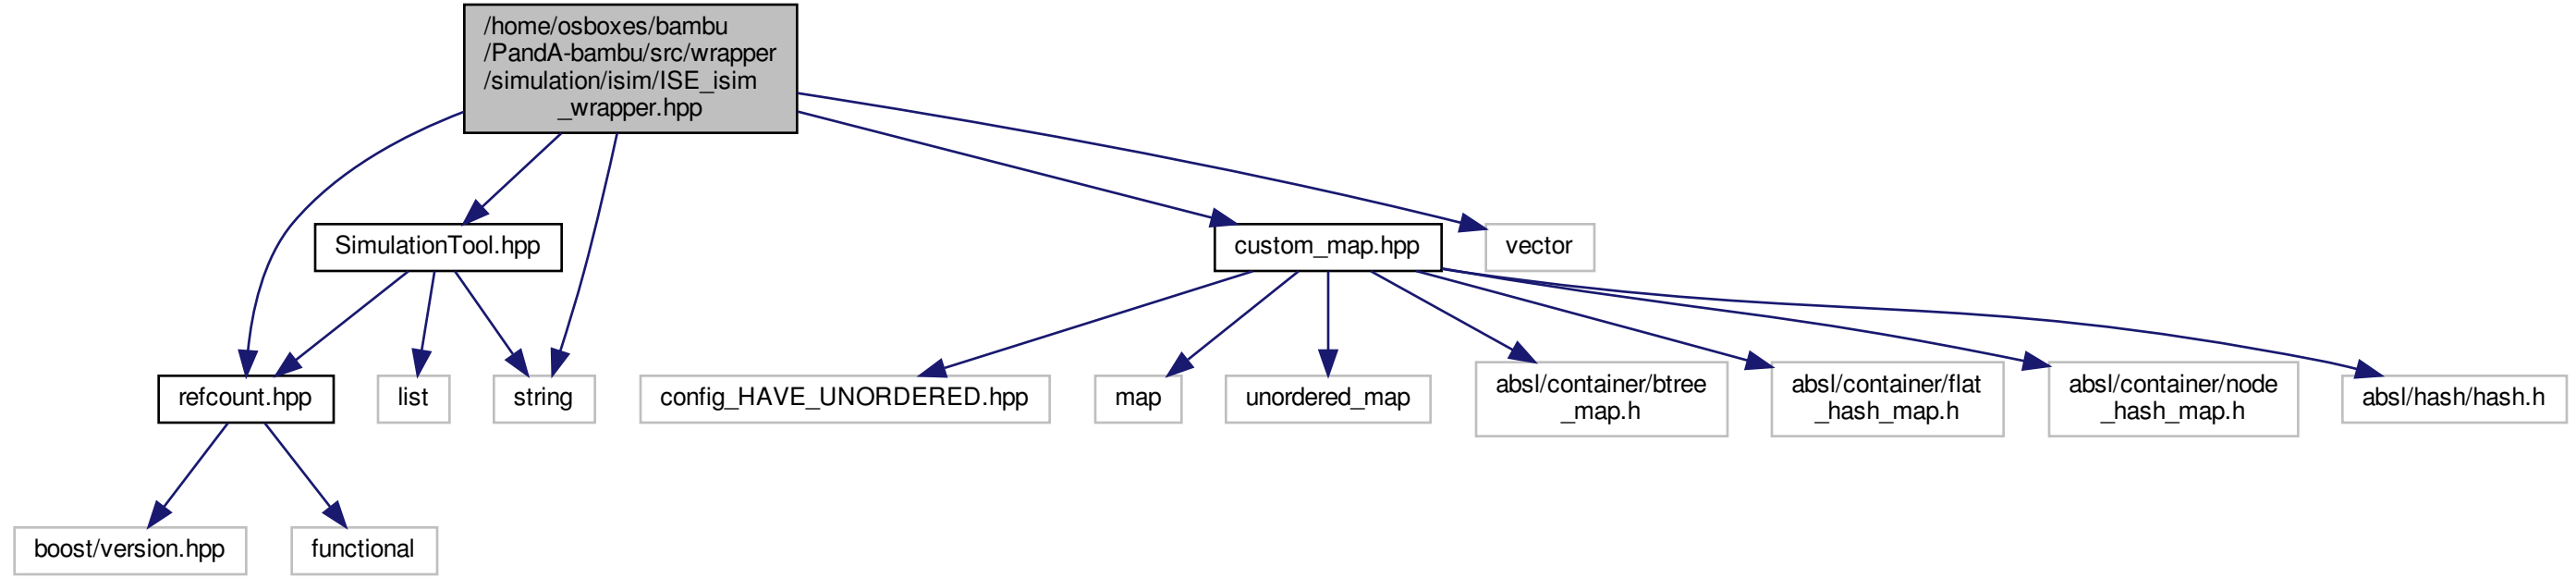 /home/osboxes/bambu
/PandA-bambu/src/wrapper
/simulation/isim/ISE_isim
_wrapper.hpp
SimulationTool.hpp
custom_map.hpp
vector
refcount.hpp
list
string
config_HAVE_UNORDERED.hpp
map
unordered_map
absl/container/btree
_map.h
absl/container/flat
_hash_map.h
absl/container/node
_hash_map.h
absl/hash/hash.h
boost/version.hpp
functional